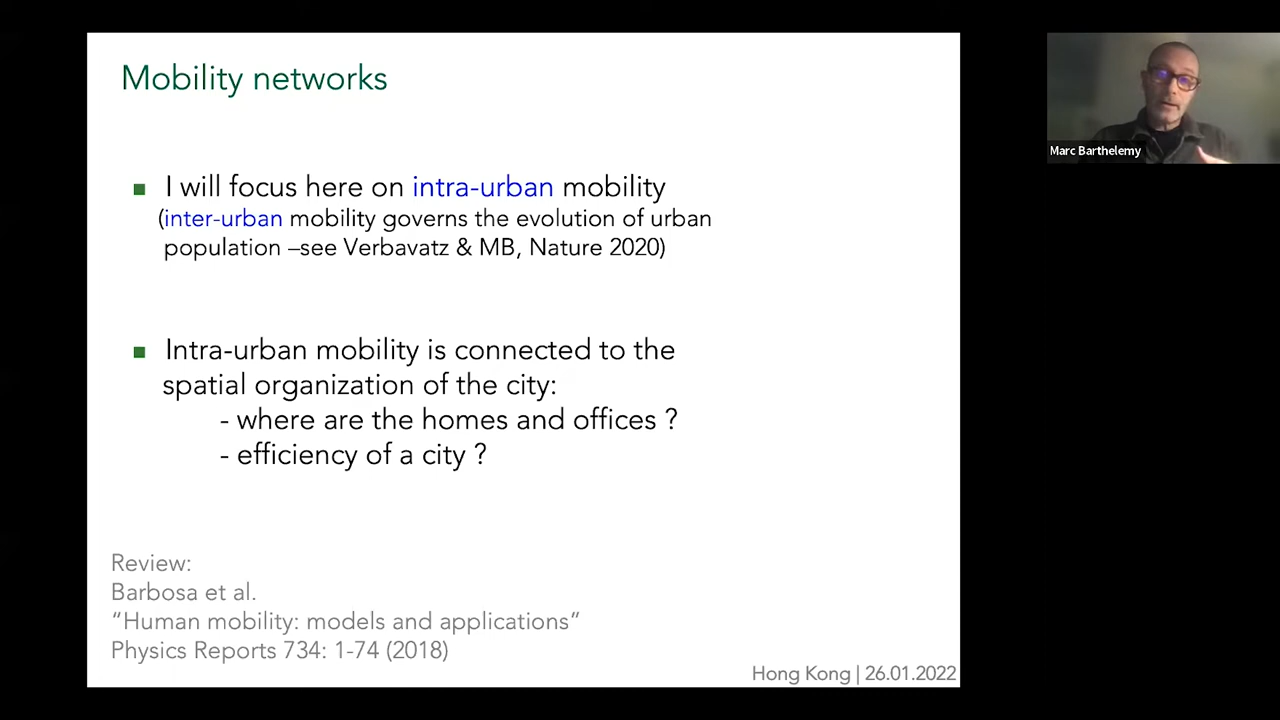 Mobility networks
Marc Barthelemy
I will focus here on intra-urban mobility
(inter-urban mobility governs the evolution of urban
population –see Verbavatz & MB, Nature 2020)
Intra-urban mobility is connected to the
spatial organization of the city:
- where are the homes and offices ?
- efficiency of a city ?
Review:
Barbosa et al.
“Human mobility: models and applications”
Physics Reports 734: 1-74 (2018)
Hong Kong | 26.01.2022